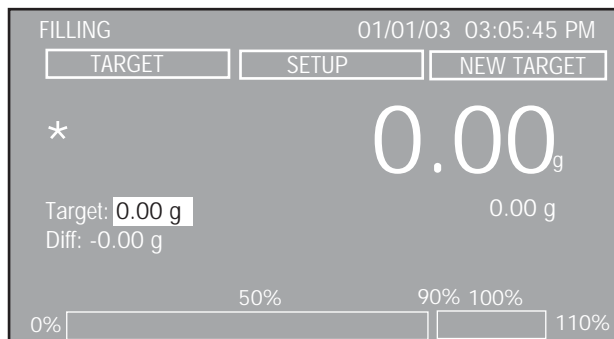 FILLING 01/01/03 03:05:45 PM
TARGET SETUP NEW TARGET
* 0.00 g
Target: 0.00 g 0.00 g
Diff: -0.00 g
50% 90% 100%
0% 110%